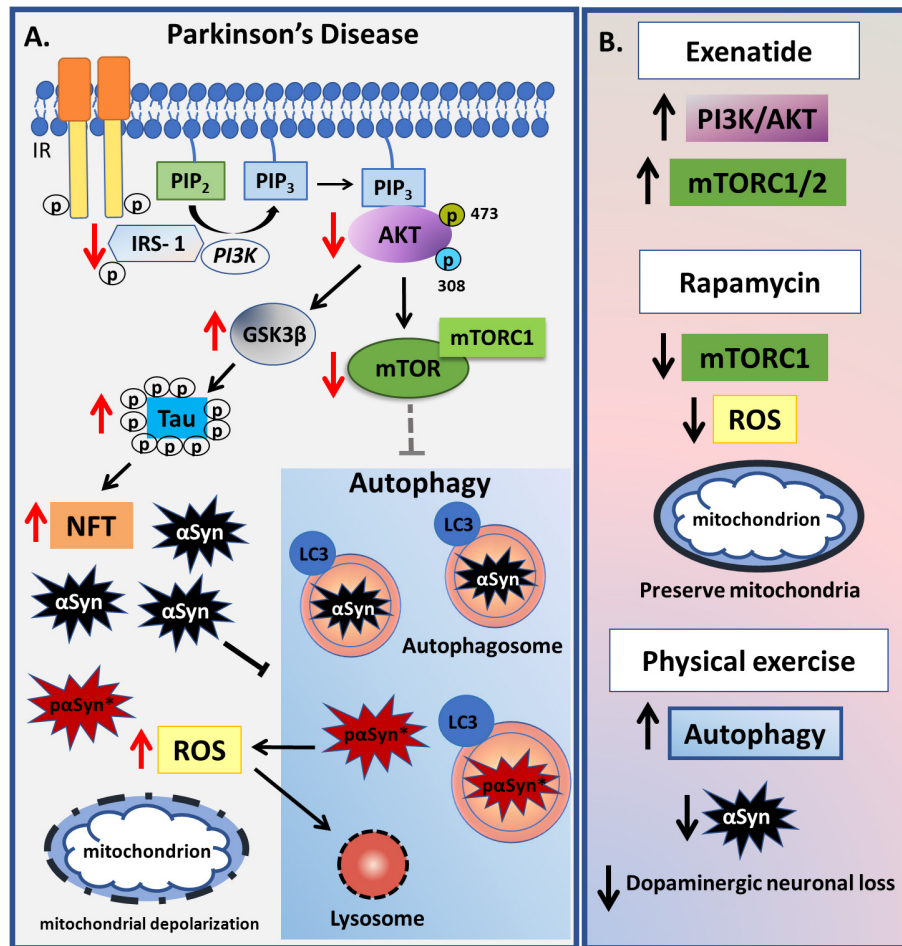 A.
Parkinson's Disease
IR
PIP₂
PIP₃
PIP₃
p
p
IRS- 1
PI3K
p
AKT
p
473
p
308
GSK3β
mTORC1
mTOR
p
p
p
p
p
p
p
p
p
p
Tau
NFT
αSyn
αSyn
αSyn
pαSyn*
ROS
mitochondrion
mitochondrial depolarization
Autophagy
LC3
αSyn
LC3
αSyn
Autophagosome
pαSyn*
LC3
pαSyn*
Lysosome
B.
Exenatide
PI3K/AKT
mTORC1/2
Rapamycin
mTORC1
ROS
mitochondrion
Preserve mitochondria
Physical exercise
Autophagy
αSyn
Dopaminergic neuronal loss